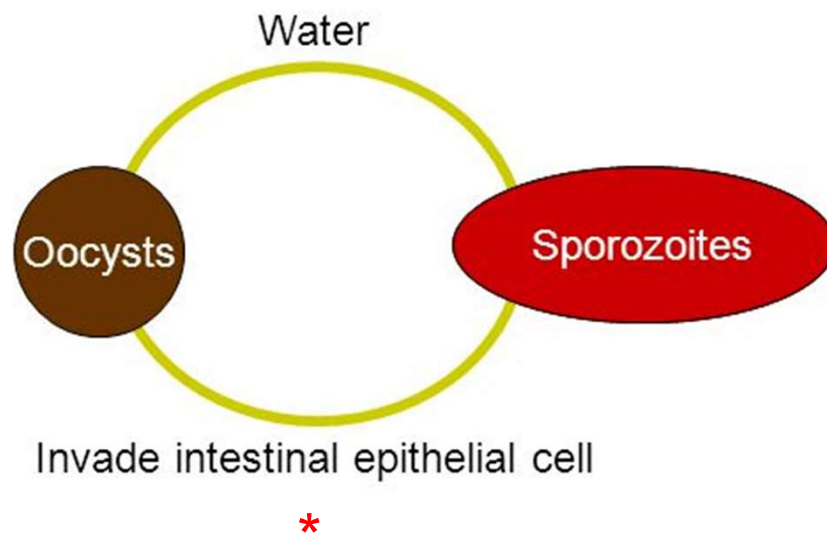 Water
Oocysts
Sporozoites
Invade intestinal epithelial cell
*